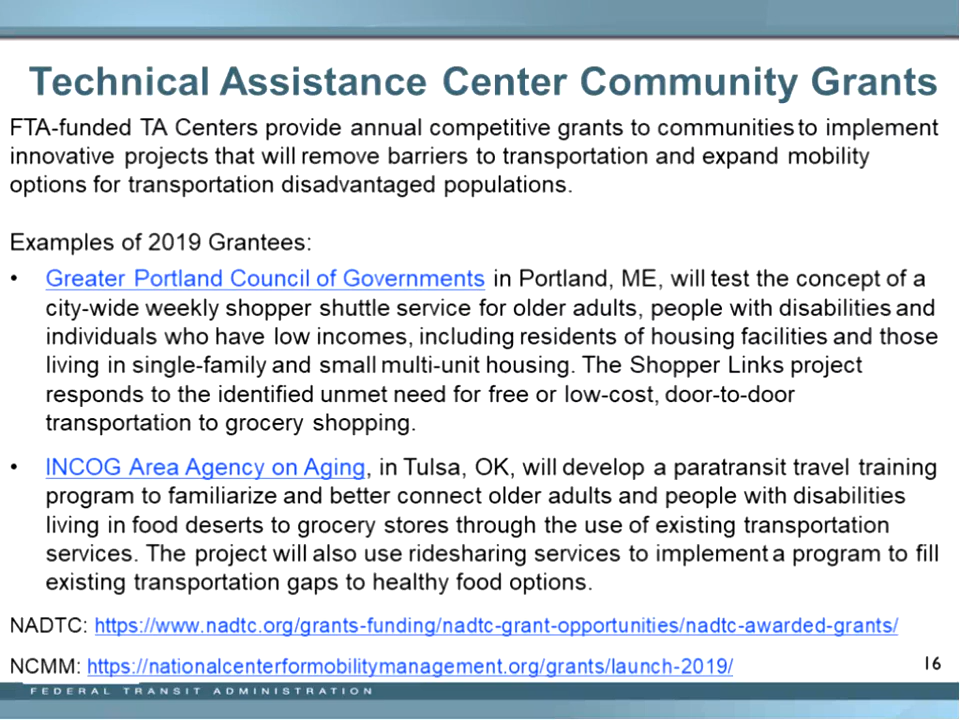 Technical Assistance Center Community Grants
FTA-funded TA Centers provide annual competitive grants to communities to implement
innovative projects that will remove barriers to transportation and expand mobility
options for transportation disadvantaged populations.
Examples of 2019 Grantees:
• Greater Portland Council of Governments in Portland, ME, will test the concept of a
city-wide weekly shopper shuttle service for older adults, people with disabilities and
individuals who have low incomes, including residents of housing facilities and those
living in single-family and small multi-unit housing. The Shopper Links project
responds to the identified unmet need for free or low-cost, door-to-door
transportation to grocery shopping.
• INCOG Area Agency on Aging, in Tulsa, OK, will develop a paratransit travel training
program to familiarize and better connect older adults and people with disabilities
living in food deserts to grocery stores through the use of existing transportation
services. The project will also use ridesharing services to implement a program to fill
existing transportation gaps to healthy food options.
NADTC: https://www.nadtc.org/grants-funding/nadtc-grant-opportunities/nadtc-awarded-grants/
NCMM: https://nationalcenterformobilitymanagement.org/grants/launch-2019/
16
FEDERAL TRANSIT ADMINISTRATION